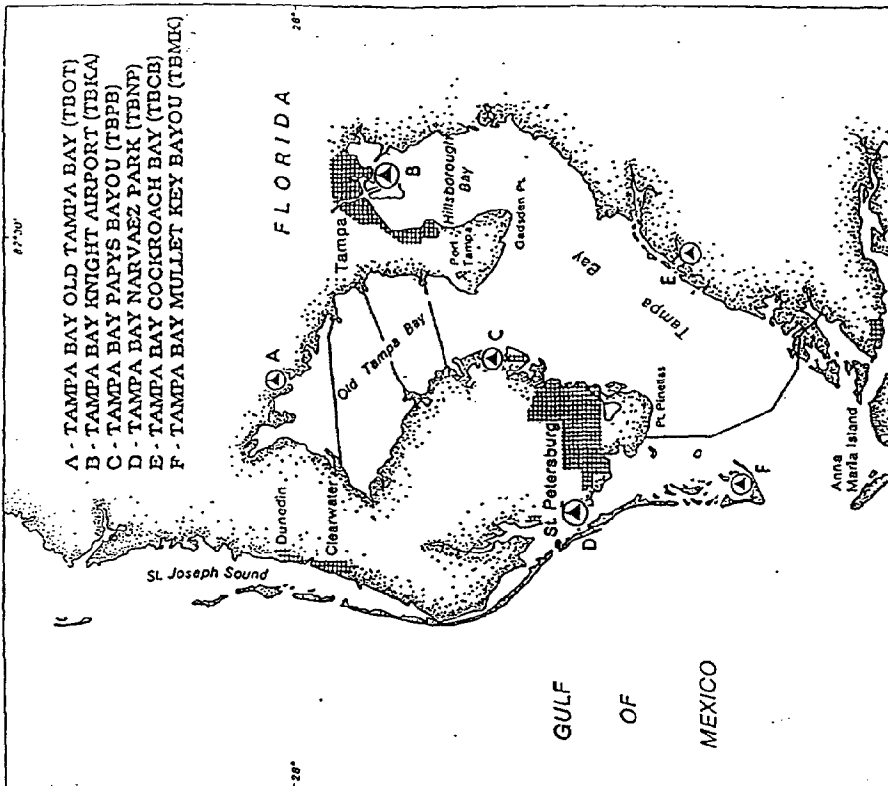 A - TAMPA BAY OLD TAMPA BAY (TBOT)
B - TAMPA BAY KNIGHT AIRPORT (TBKA)
C - TAMPA BAY PAPYS BAYOU (TBPB)
D - TAMPA BAY NARVAEZ PARK (TBNP)
E - TAMPA BAY COCKROACH BAY (TBCB)
F - TAMPA BAY MULLET KEY BAYOU (TBMK)
28°
FLORIDA
Tampa
B
Hillsborough
Bay
Port
Tampa
Gadsden Pt.
A
Old Tampa Bay
C
Bay
Tampa
E
Dunedin
Clearwater
St. Joseph Sound
St. Petersburg
Pt. Pinellas
D
F
Anna
Maria Island
GULF
OF
MEXICO
28°